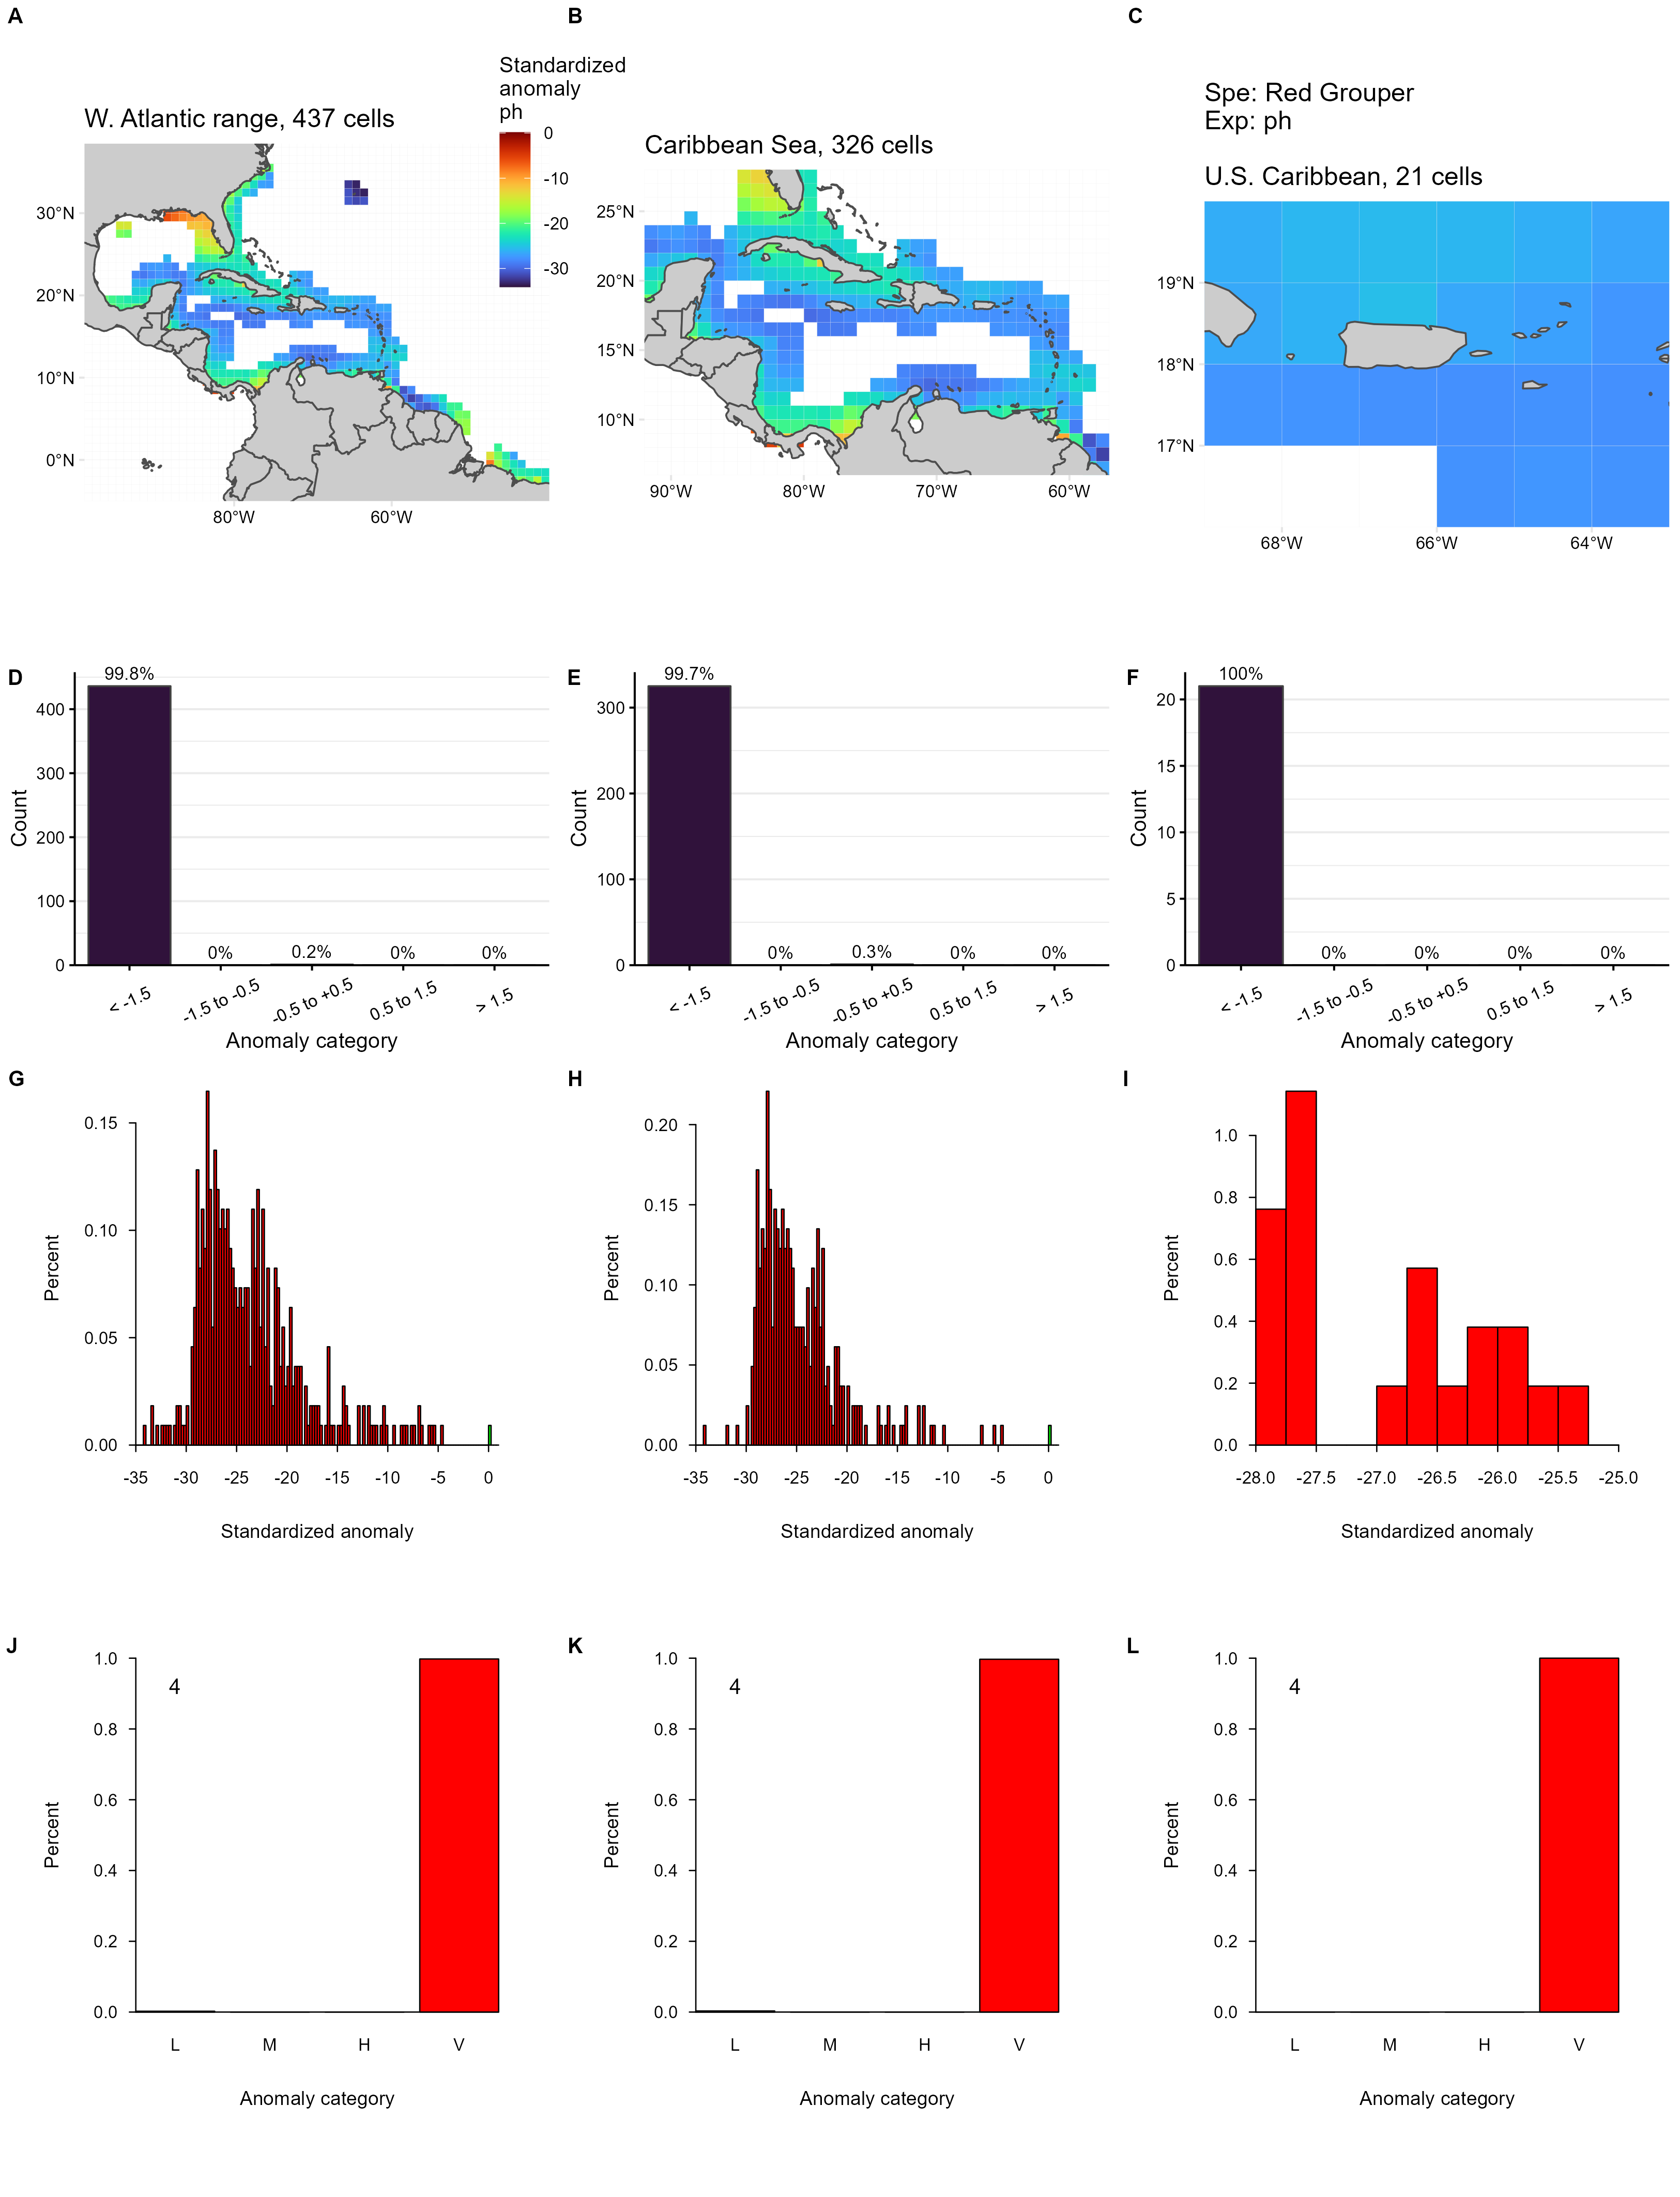 A
B
C
Standardized
anomaly
ph
0
-10
-20
-30
W. Atlantic range, 437 cells
30°N
20°N
10°N
0°N
80°W
60°W
Caribbean Sea, 326 cells
25°N
20°N
15°N
10°N
90°W
80°W
70°W
60°W
Spe: Red Grouper
Exp: ph
U.S. Caribbean, 21 cells
19°N
18°N
17°N
68°W
66°W
64°W
D
99.8%
0%
0.2%
0%
0%
400
300
200
100
0
Count
< -1.5
-1.5 to -0.5
-0.5 to +0.5
0.5 to 1.5
> 1.5
Anomaly category
E
99.7%
0%
0.3%
0%
0%
300
200
100
0
Count
< -1.5
-1.5 to -0.5
-0.5 to +0.5
0.5 to 1.5
> 1.5
Anomaly category
F
100%
0%
0%
0%
0%
20
15
10
5
0
Count
< -1.5
-1.5 to -0.5
-0.5 to +0.5
0.5 to 1.5
> 1.5
Anomaly category
G
0.15
0.10
0.05
0.00
Percent
-35
-30
-25
-20
-15
-10
-5
0
Standardized anomaly
H
0.20
0.15
0.10
0.05
0.00
Percent
-35
-30
-25
-20
-15
-10
-5
0
Standardized anomaly
I
1.0
0.8
0.6
0.4
0.2
0.0
Percent
-28.0
-27.5
-27.0
-26.5
-26.0
-25.5
-25.0
Standardized anomaly
J
4
1.0
0.8
0.6
0.4
0.2
0.0
Percent
L
M
H
V
Anomaly category
K
4
1.0
0.8
0.6
0.4
0.2
0.0
Percent
L
M
H
V
Anomaly category
L
4
1.0
0.8
0.6
0.4
0.2
0.0
Percent
L
M
H
V
Anomaly category